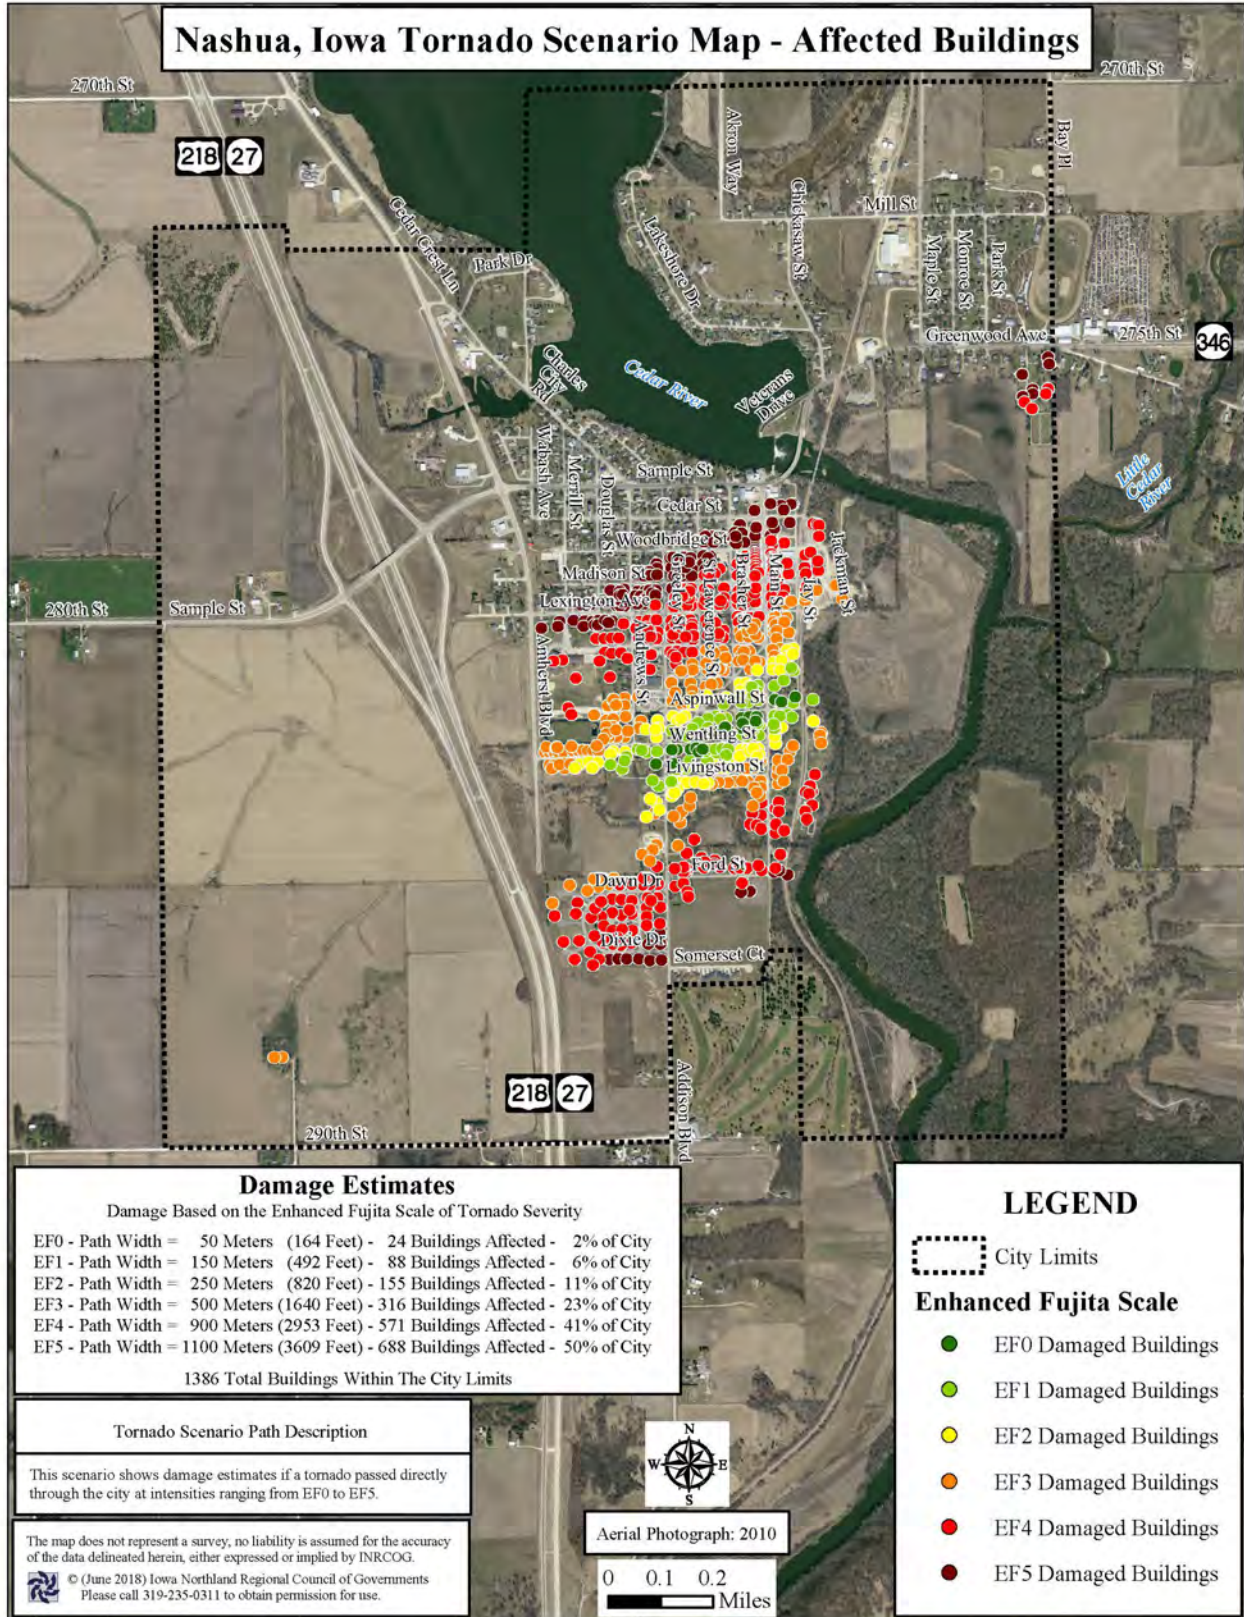 Nashua, Iowa Tornado Scenario Map - Affected Buildings
270th St
270th St
218
27
Akron Way
Bay Pl
Chickasaw St
Mill St
Cedar Crest Ln
Lakeshore Dr
Park Dr
Maple St
Monroe St
Park St
Greenwood Ave
275th St
346
Charles City Rd
Cedar River
Veterans Drive
Little Cedar River
Wabash Ave
Merrill St
Douglas St
Sample St
Cedar St
Woodbridge St
Jackman St
Madison St
Greeley St
Lawerence St
Brasher St
Main St
Jay St
Lexington Ave
280th St
Sample St
Amherst Blvd
Andrews St
Aspinwall St
Wentling St
Livingston St
Ford St
Dawn Dr
Dixie Dr
Somerset Ct
218
27
Addison Blvd
290th St
Damage Estimates
Damage Based on the Enhanced Fujita Scale of Tornado Severity
EF0 - Path Width = 50 Meters (164 Feet) - 24 Buildings Affected - 2% of City
EF1 - Path Width = 150 Meters (492 Feet) - 88 Buildings Affected - 6% of City
EF2 - Path Width = 250 Meters (820 Feet) - 155 Buildings Affected - 11% of City
EF3 - Path Width = 500 Meters (1640 Feet) - 316 Buildings Affected - 23% of City
EF4 - Path Width = 900 Meters (2953 Feet) - 571 Buildings Affected - 41% of City
EF5 - Path Width = 1100 Meters (3609 Feet) - 688 Buildings Affected - 50% of City
1386 Total Buildings Within The City Limits
Tornado Scenario Path Description
This scenario shows damage estimates if a tornado passed directly
through the city at intensities ranging from EF0 to EF5.
The map does not represent a survey, no liability is assumed for the accuracy
of the data delineated herein, either expressed or implied by INRCOG.
© (June 2018) Iowa Northland Regional Council of Governments
Please call 319-235-0311 to obtain permission for use.
N
W E
S
Aerial Photograph: 2010
0 0.1 0.2
Miles
LEGEND
City Limits
Enhanced Fujita Scale
EF0 Damaged Buildings
EF1 Damaged Buildings
EF2 Damaged Buildings
EF3 Damaged Buildings
EF4 Damaged Buildings
EF5 Damaged Buildings